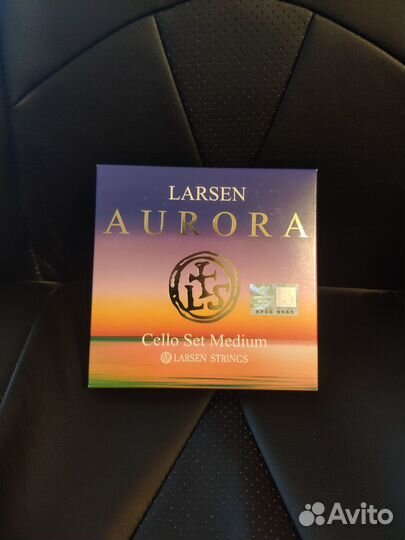 LARSEN
AURORA
LS
Cello Set Medium
LARSEN STRINGS
Avito